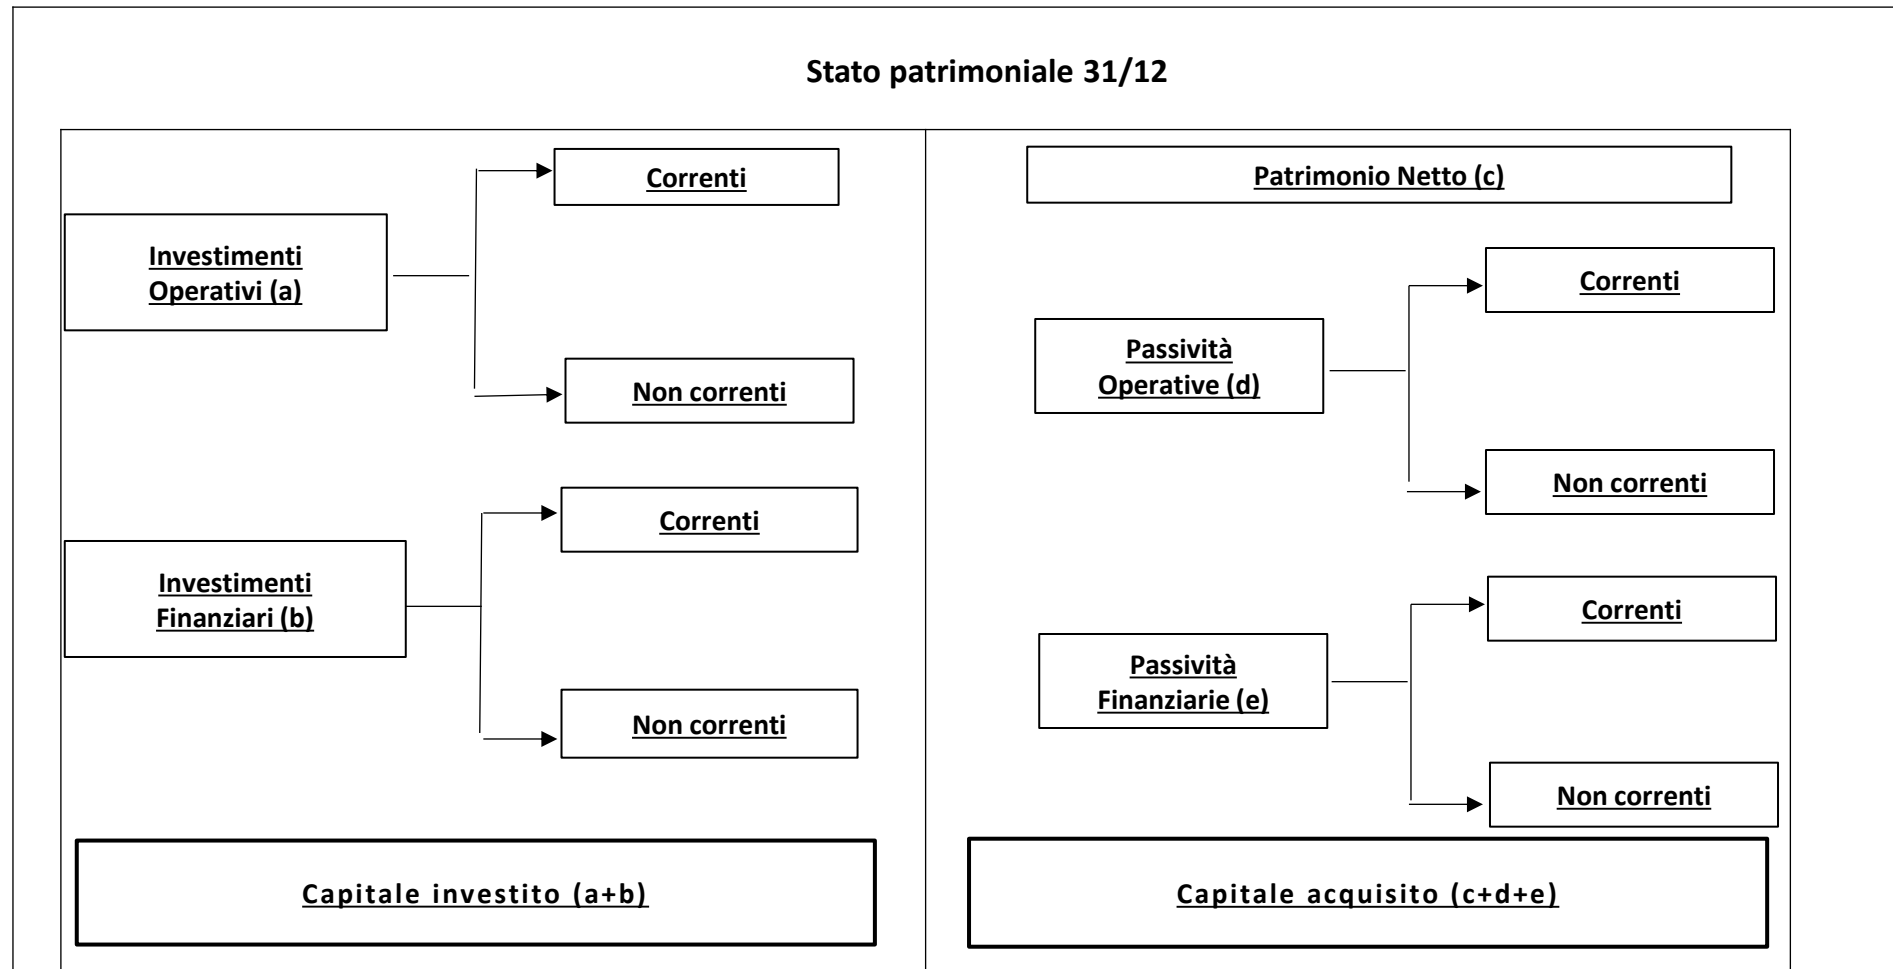 Stato patrimoniale 31/12
Correnti
Investimenti
Operativi (a)
Non correnti
Correnti
Investimenti
Finanziari (b)
Non correnti
Capitale investito (a+b)
Patrimonio Netto (c)
Correnti
Passività
Operative (d)
Non correnti
Correnti
Passività
Finanziarie (e)
Non correnti
Capitale acquisito (c+d+e)